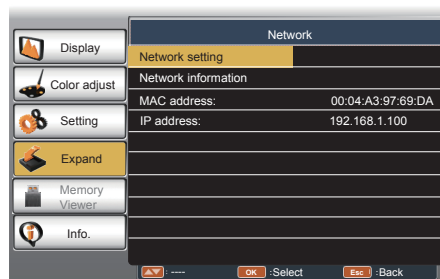 Network
Display
Color adjust
Setting
Expand
Memory
Viewer
Info.
Network setting
Network information
MAC address: 00:04:A3:97:69:DA
IP address: 192.168.1.100
: ---- OK :Select Esc :Back